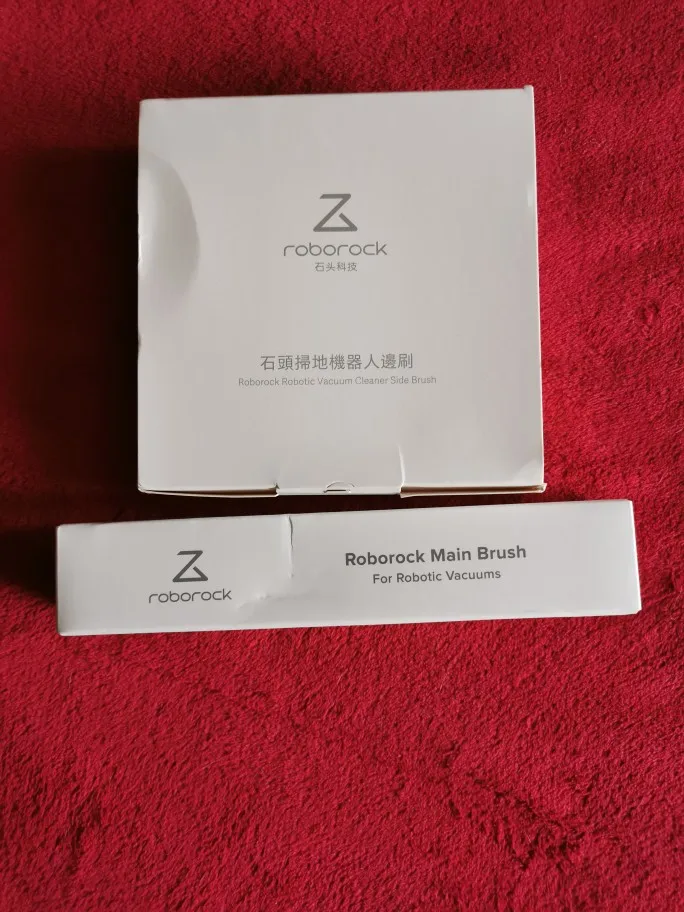 roborock
石头科技
石頭掃地機器人邊刷
Roborock Robotic Vacuum Cleaner Side Brush
roborock
Roborock Main Brush
For Robotic Vacuums